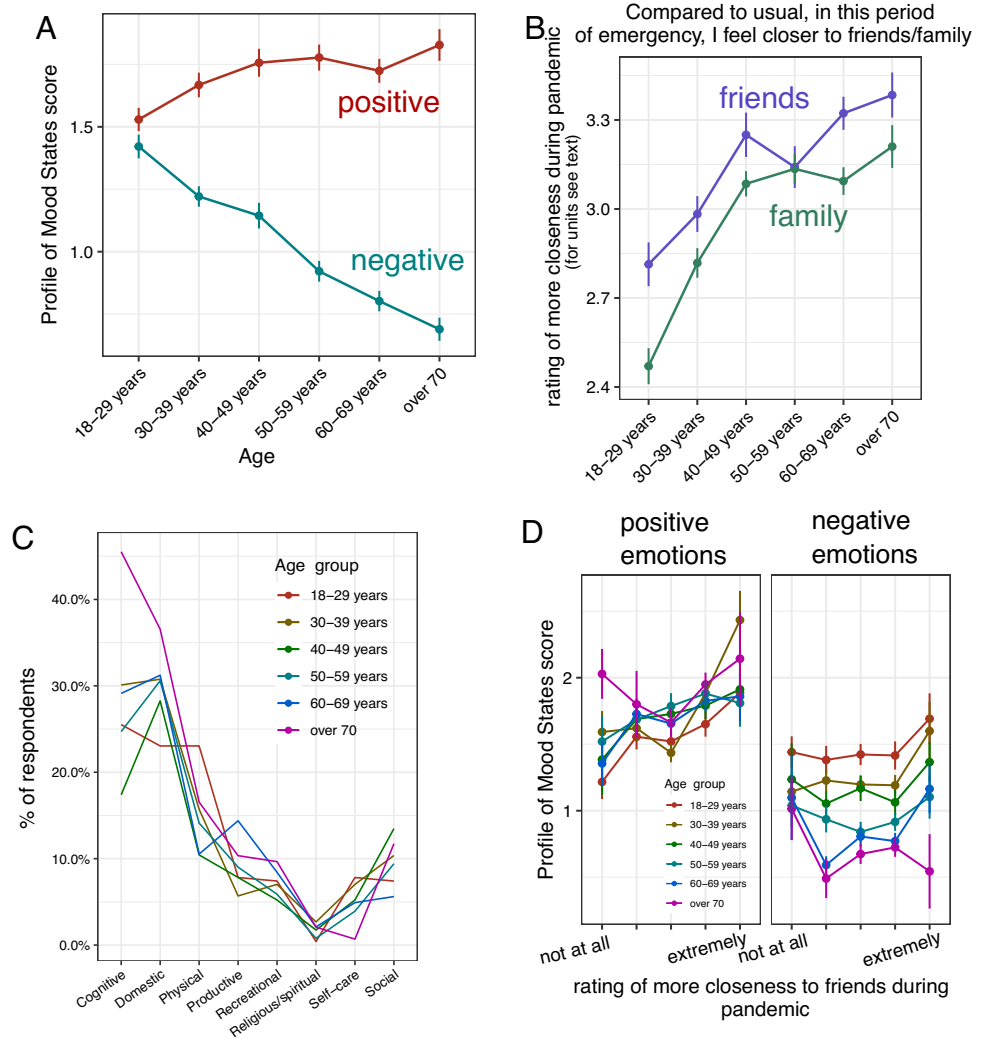 A
Profile of Mood States score
1.5
1.0
positive
negative
18−29 years
30−39 years
40−49 years
50−59 years
60−69 years
over 70
Age
B
Compared to usual, in this period
of emergency, I feel closer to friends/family
rating of more closeness during pandemic
(for units see text)
3.3
3.0
2.7
2.4
friends
family
18−29 years
30−39 years
40−49 years
50−59 years
60−69 years
over 70
C
% of respondents
40.0%
30.0%
20.0%
10.0%
0.0%
Age group
18−29 years
30−39 years
40−49 years
50−59 years
60−69 years
over 70
Cognitive
Domestic
Physical
Productive
Recreational
Religious/spiritual
Self−care
Social
D
positive
emotions
negative
emotions
Profile of Mood States score
2
1
Age group
18−29 years
30−39 years
40−49 years
50−59 years
60−69 years
over 70
not at all
extremely
not at all
extremely
rating of more closeness to friends during
pandemic